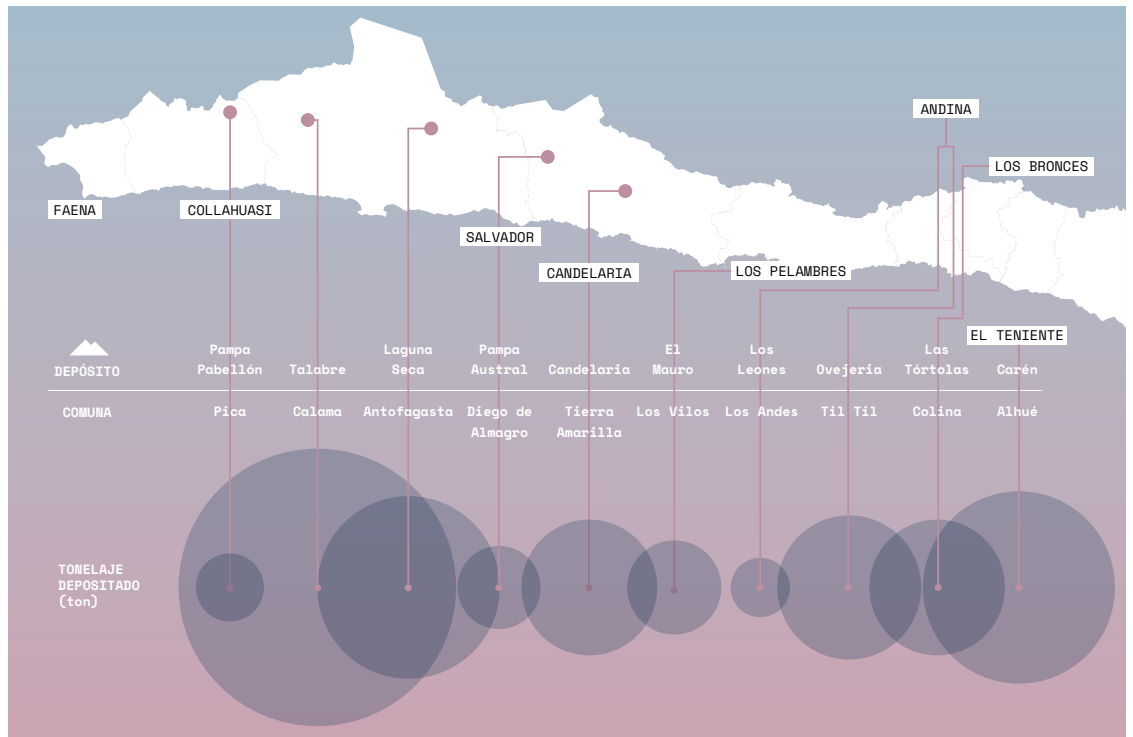 ANDINA
LOS BRONCES
FAENA
COLLAHUASI
SALVADOR
CANDELARIA
LOS PELAMBRES
EL TENIENTE
DEPÓSITO
Pampa
Pabellón
Talabre
Laguna
Seca
Pampa
Austral
Candelaria
El
Mauro
Los
Leones
Ovejeria
Las
Tórtolas
Carén
COMUNA
Pica
Calama
Antofagasta
Diego de
Almagro
Tierra
Amarilla
Los Vilos
Los Andes
Til Til
Colina
Alhué
TONELAJE
DEPOSITADO
(ton)